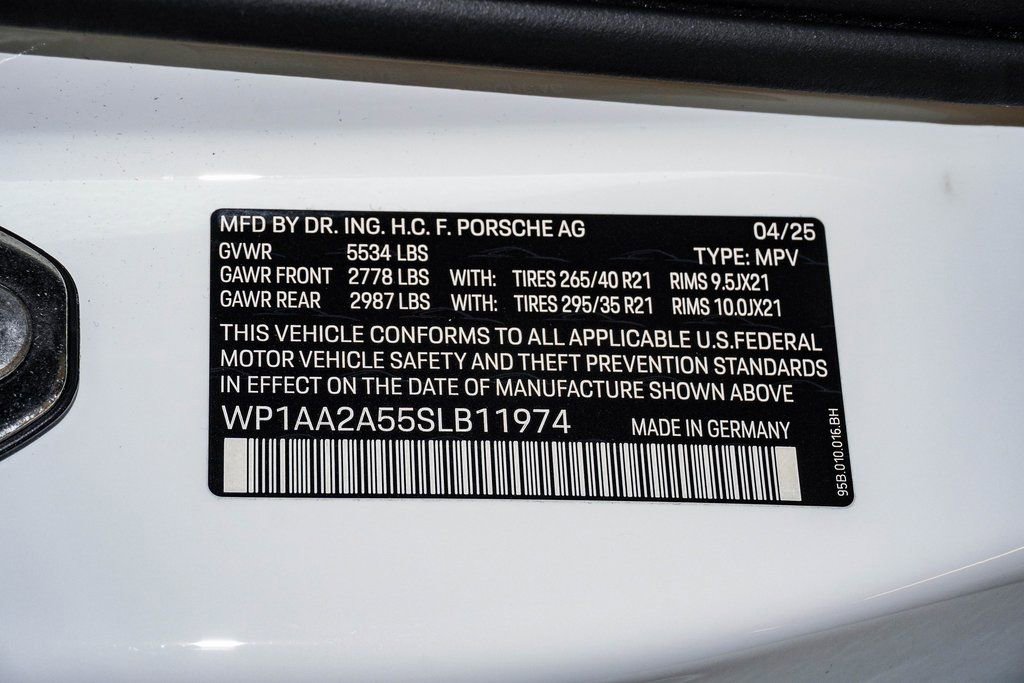 MFD BY DR. ING. H.C. F. PORSCHE AG 04/25
GVWR 5534 LBS TYPE: MPV
GAWR FRONT 2778 LBS WITH: TIRES 265/40 R21 RIMS 9.5JX21
GAWR REAR 2987 LBS WITH: TIRES 295/35 R21 RIMS 10.0JX21
THIS VEHICLE CONFORMS TO ALL APPLICABLE U.S.FEDERAL
MOTOR VEHICLE SAFETY AND THEFT PREVENTION STANDARDS
IN EFFECT ON THE DATE OF MANUFACTURE SHOWN ABOVE
WP1AA2A55SLB11974 MADE IN GERMANY
95B.010.016.BH